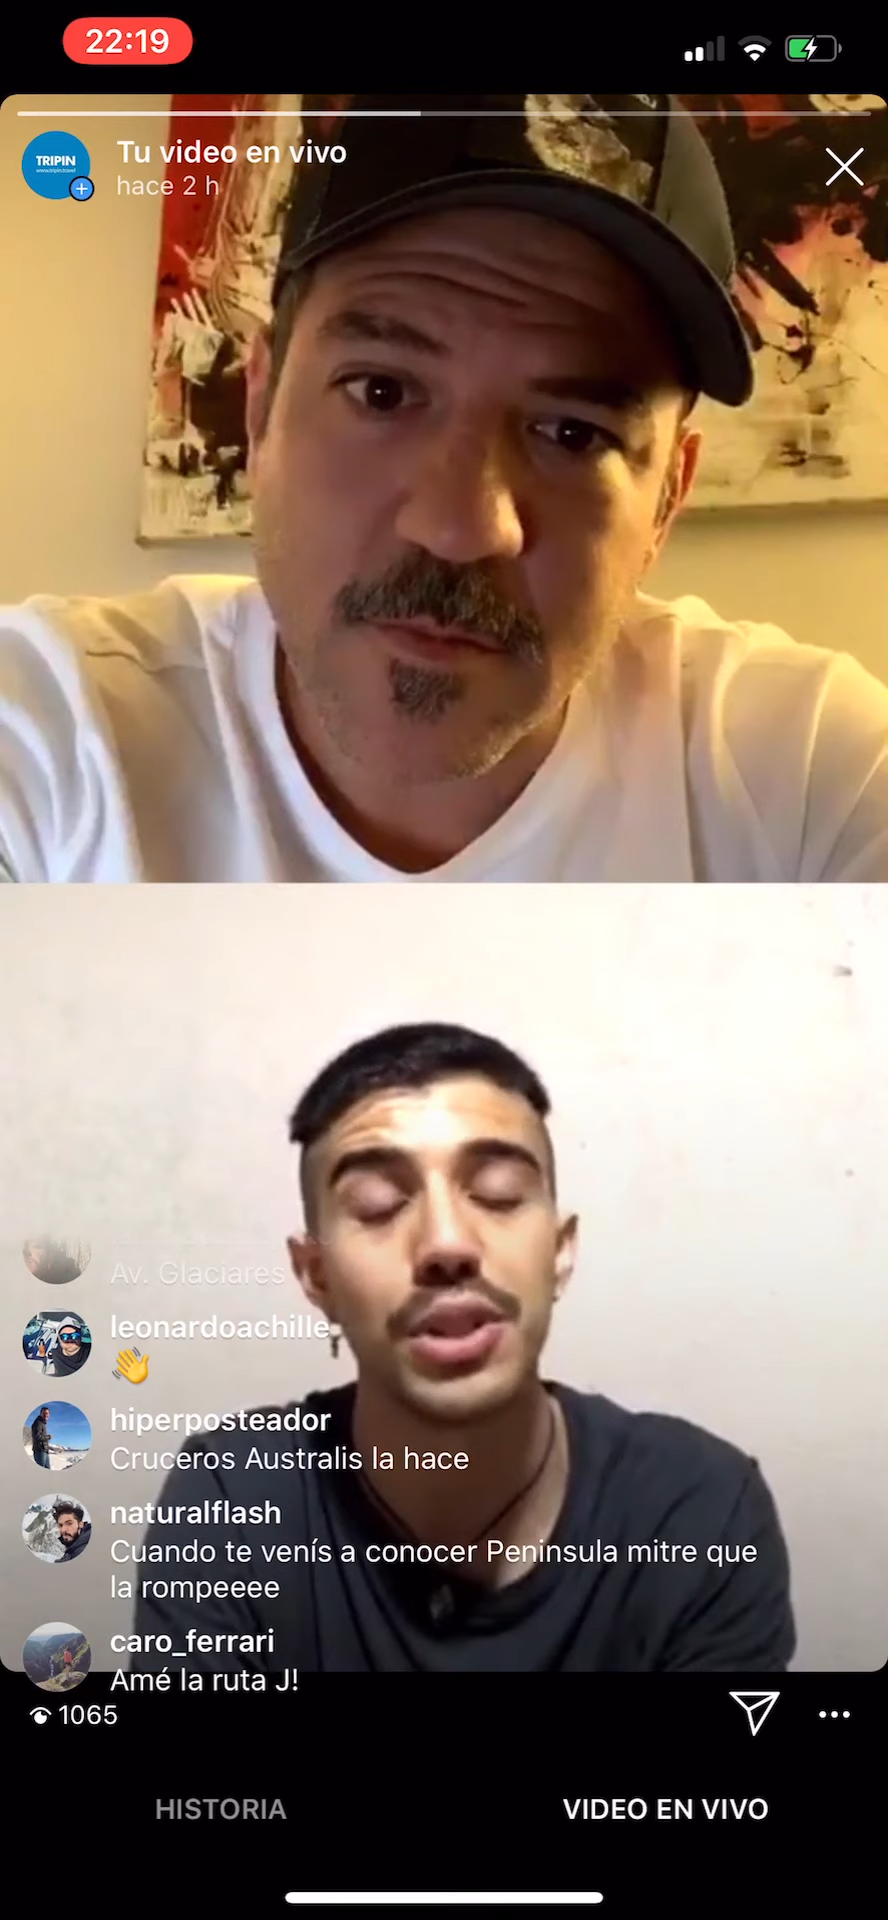 22:19
TRIPIN
Tu video en vivo
hace 2 h
Av. Glaciares
leonardoachille
👋
hiperposteador
Cruceros Australis la hace
naturalflash
Cuando te venís a conocer Peninsula mitre que
la rompeeee
caro_ferrari
Amé la ruta J!
1065
HISTORIA
VIDEO EN VIVO